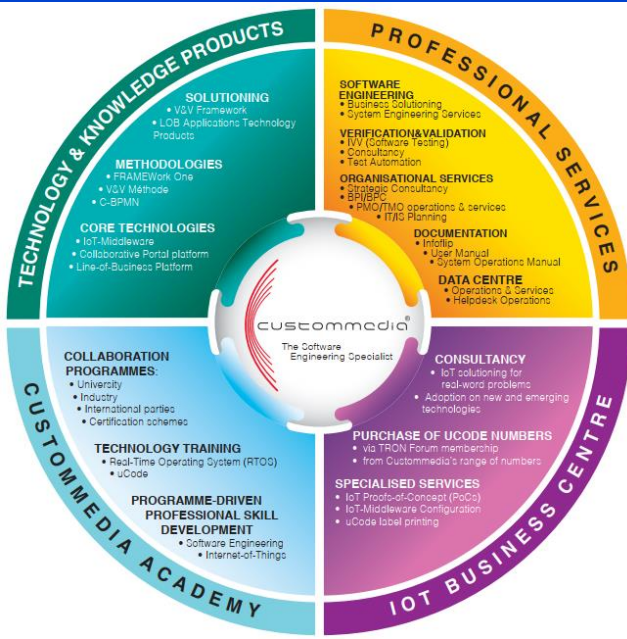 TECHNOLOGY & KNOWLEDGE PRODUCTS
SOLUTIONING
• V&V Framework
• LOB Applications Technology
Products
METHODOLOGIES
• FRAMEWork One
• V&V Méthode
• C-BPMN
CORE TECHNOLOGIES
• IoT-Middleware
• Collaborative Portal platform
• Line-of-Business Platform
PROFESSIONAL SERVICES
SOFTWARE
ENGINEERING
• Business Solutioning
• System Engineering Services
VERIFICATION&VALIDATION
• IVV (Software Testing)
• Consultancy
• Test Automation
ORGANISATIONAL SERVICES
• Strategic Consultancy
• BPI/BPC
• PMO/TMO operations & services
• IT/IS Planning
DOCUMENTATION
• Infoflip
• User Manual
• System Operations Manual
DATA CENTRE
• Operations & Services
• Helpdesk Operations
custommedia®
The Software
Engineering Specialist
CUSTOMMEDIA ACADEMY
COLLABORATION
PROGRAMMES:
• University
• Industry
• International parties
• Certification schemes
TECHNOLOGY TRAINING
• Real-Time Operating System (RTOS)
• uCode
PROGRAMME-DRIVEN
PROFESSIONAL SKILL
DEVELOPMENT
• Software Engineering
• Internet-of-Things
IOT BUSINESS CENTRE
CONSULTANCY
• IoT solutioning for
real-word problems
• Adoption on new and emerging
technologies
PURCHASE OF UCODE NUMBERS
• via TRON Forum membership
• from Custommedia's range of numbers
SPECIALISED SERVICES
• IoT Proofs-of-Concept (PoCs)
• IoT-Middleware Configuration
• uCode label printing